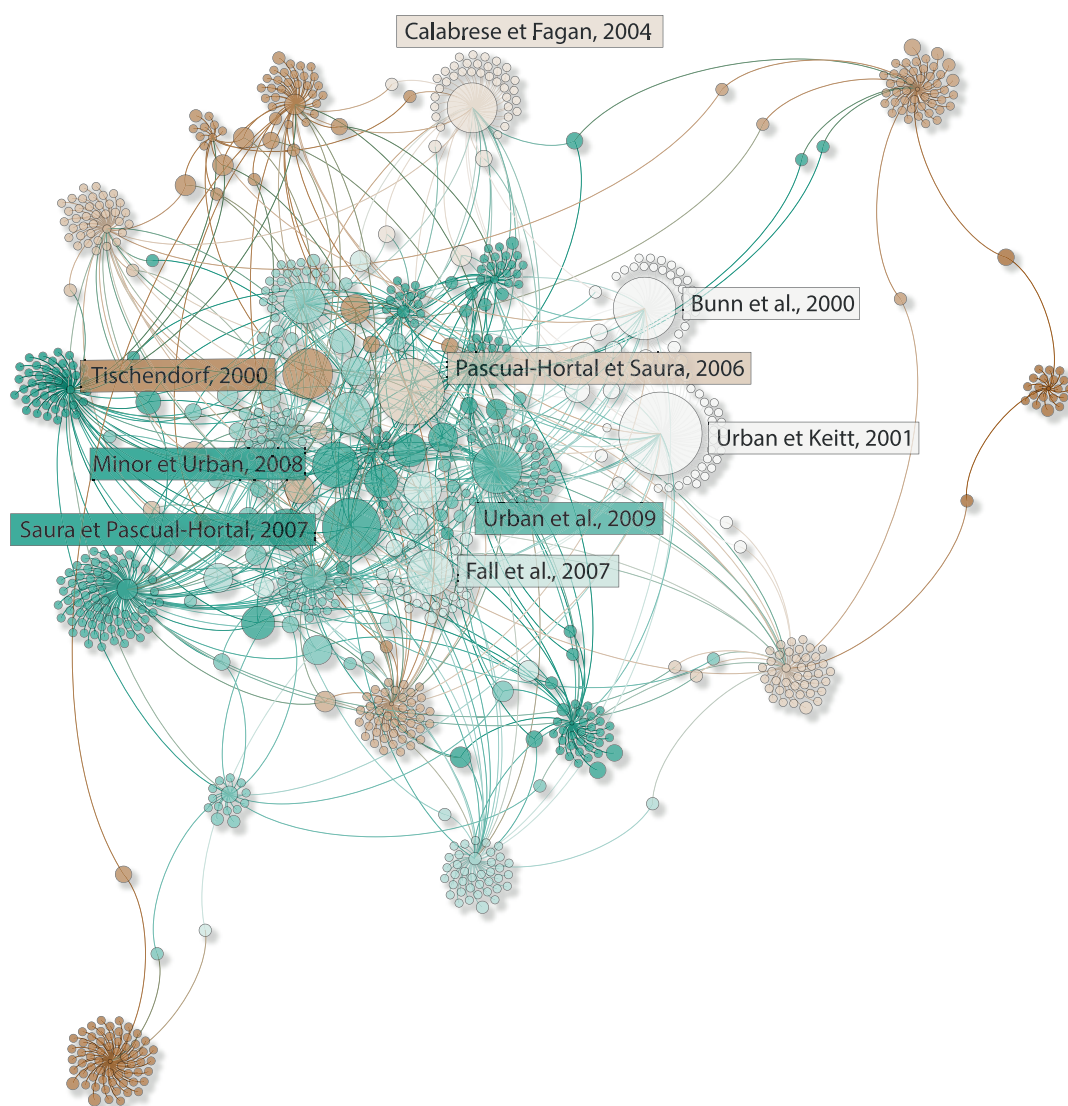 Calabrese et Fagan, 2004
Bunn et al., 2000
Tischendorf, 2000
Pascual-Hortal et Saura, 2006
Urban et Keitt, 2001
Minor et Urban, 2008
Saura et Pascual-Hortal, 2007
Urban et al., 2009
Fall et al., 2007